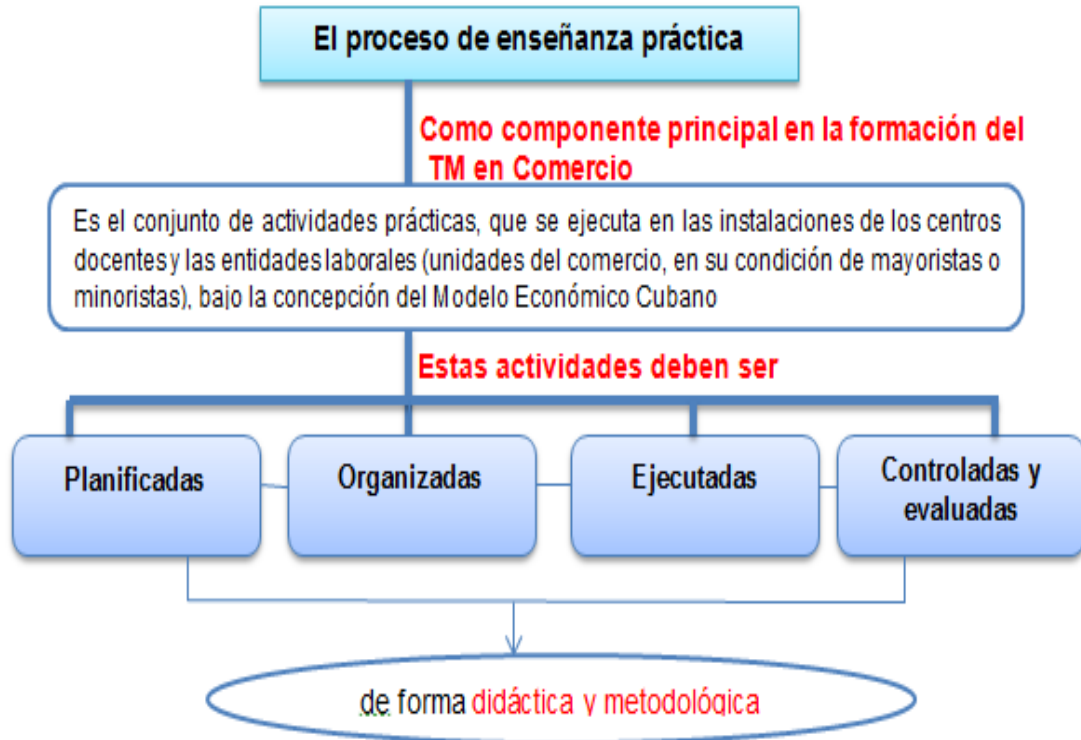 El proceso de enseñanza práctica
Como componente principal en la formación del
TM en Comercio
Es el conjunto de actividades prácticas, que se ejecuta en las instalaciones de los centros
docentes y las entidades laborales (unidades del comercio, en su condición de mayoristas o
minoristas), bajo la concepción del Modelo Económico Cubano
Estas actividades deben ser
Planificadas
Organizadas
Ejecutadas
Controladas y
evaluadas
de forma didáctica y metodológica